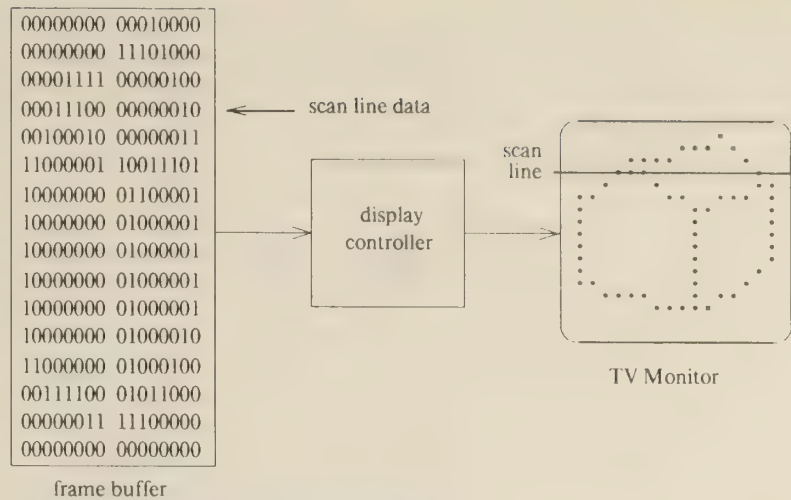 00000000 00010000
00000000 11101000
00001111 00000100
00011100 00000010
00100010 00000011
11000001 10011101
10000000 01100001
10000000 01000001
10000000 01000001
10000000 01000001
10000000 01000001
10000000 01000010
11000000 01000100
00111100 01011000
00000011 11100000
00000000 00000000
frame buffer
scan line data
display
controller
scan
line
TV Monitor